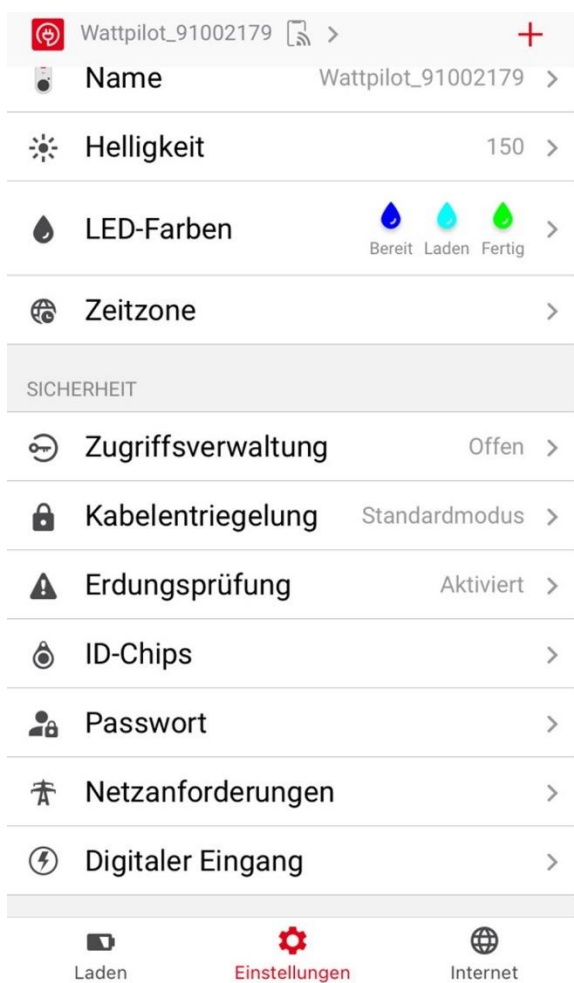 Wattpilot_91002179
Name Wattpilot_91002179
Helligkeit 150
LED-Farben
Bereit Laden Fertig
Zeitzone
SICHERHEIT
Zugriffsverwaltung Offen
Kabelentriegelung Standardmodus
Erdungsprüfung Aktiviert
ID-Chips
Passwort
Netzanforderungen
Digitaler Eingang
Laden Einstellungen Internet